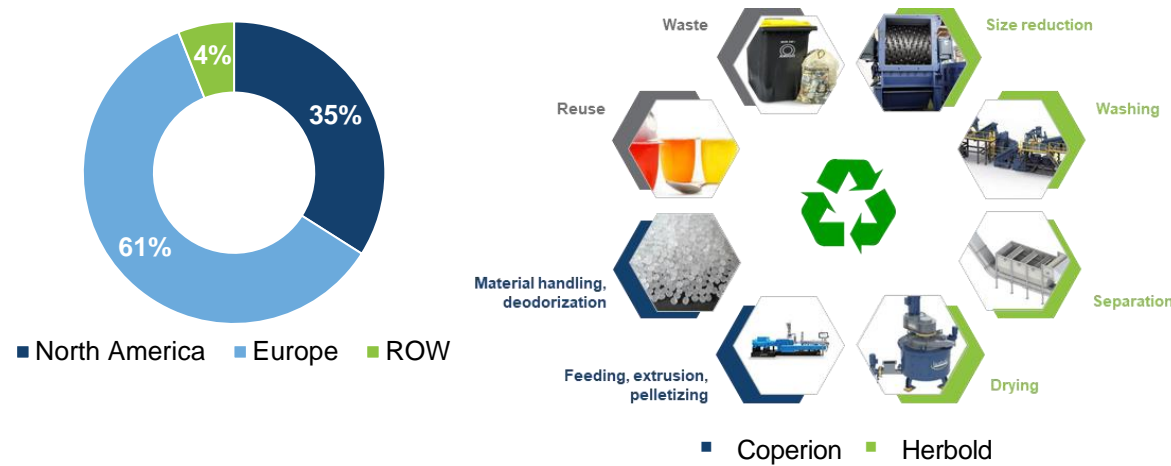 4%
35%
61%
North America
Europe
ROW
Waste
Size reduction
Reuse
Washing
Material handling,
deodorization
Separation
Feeding, extrusion,
pelletizing
Drying
Coperion
Herbold